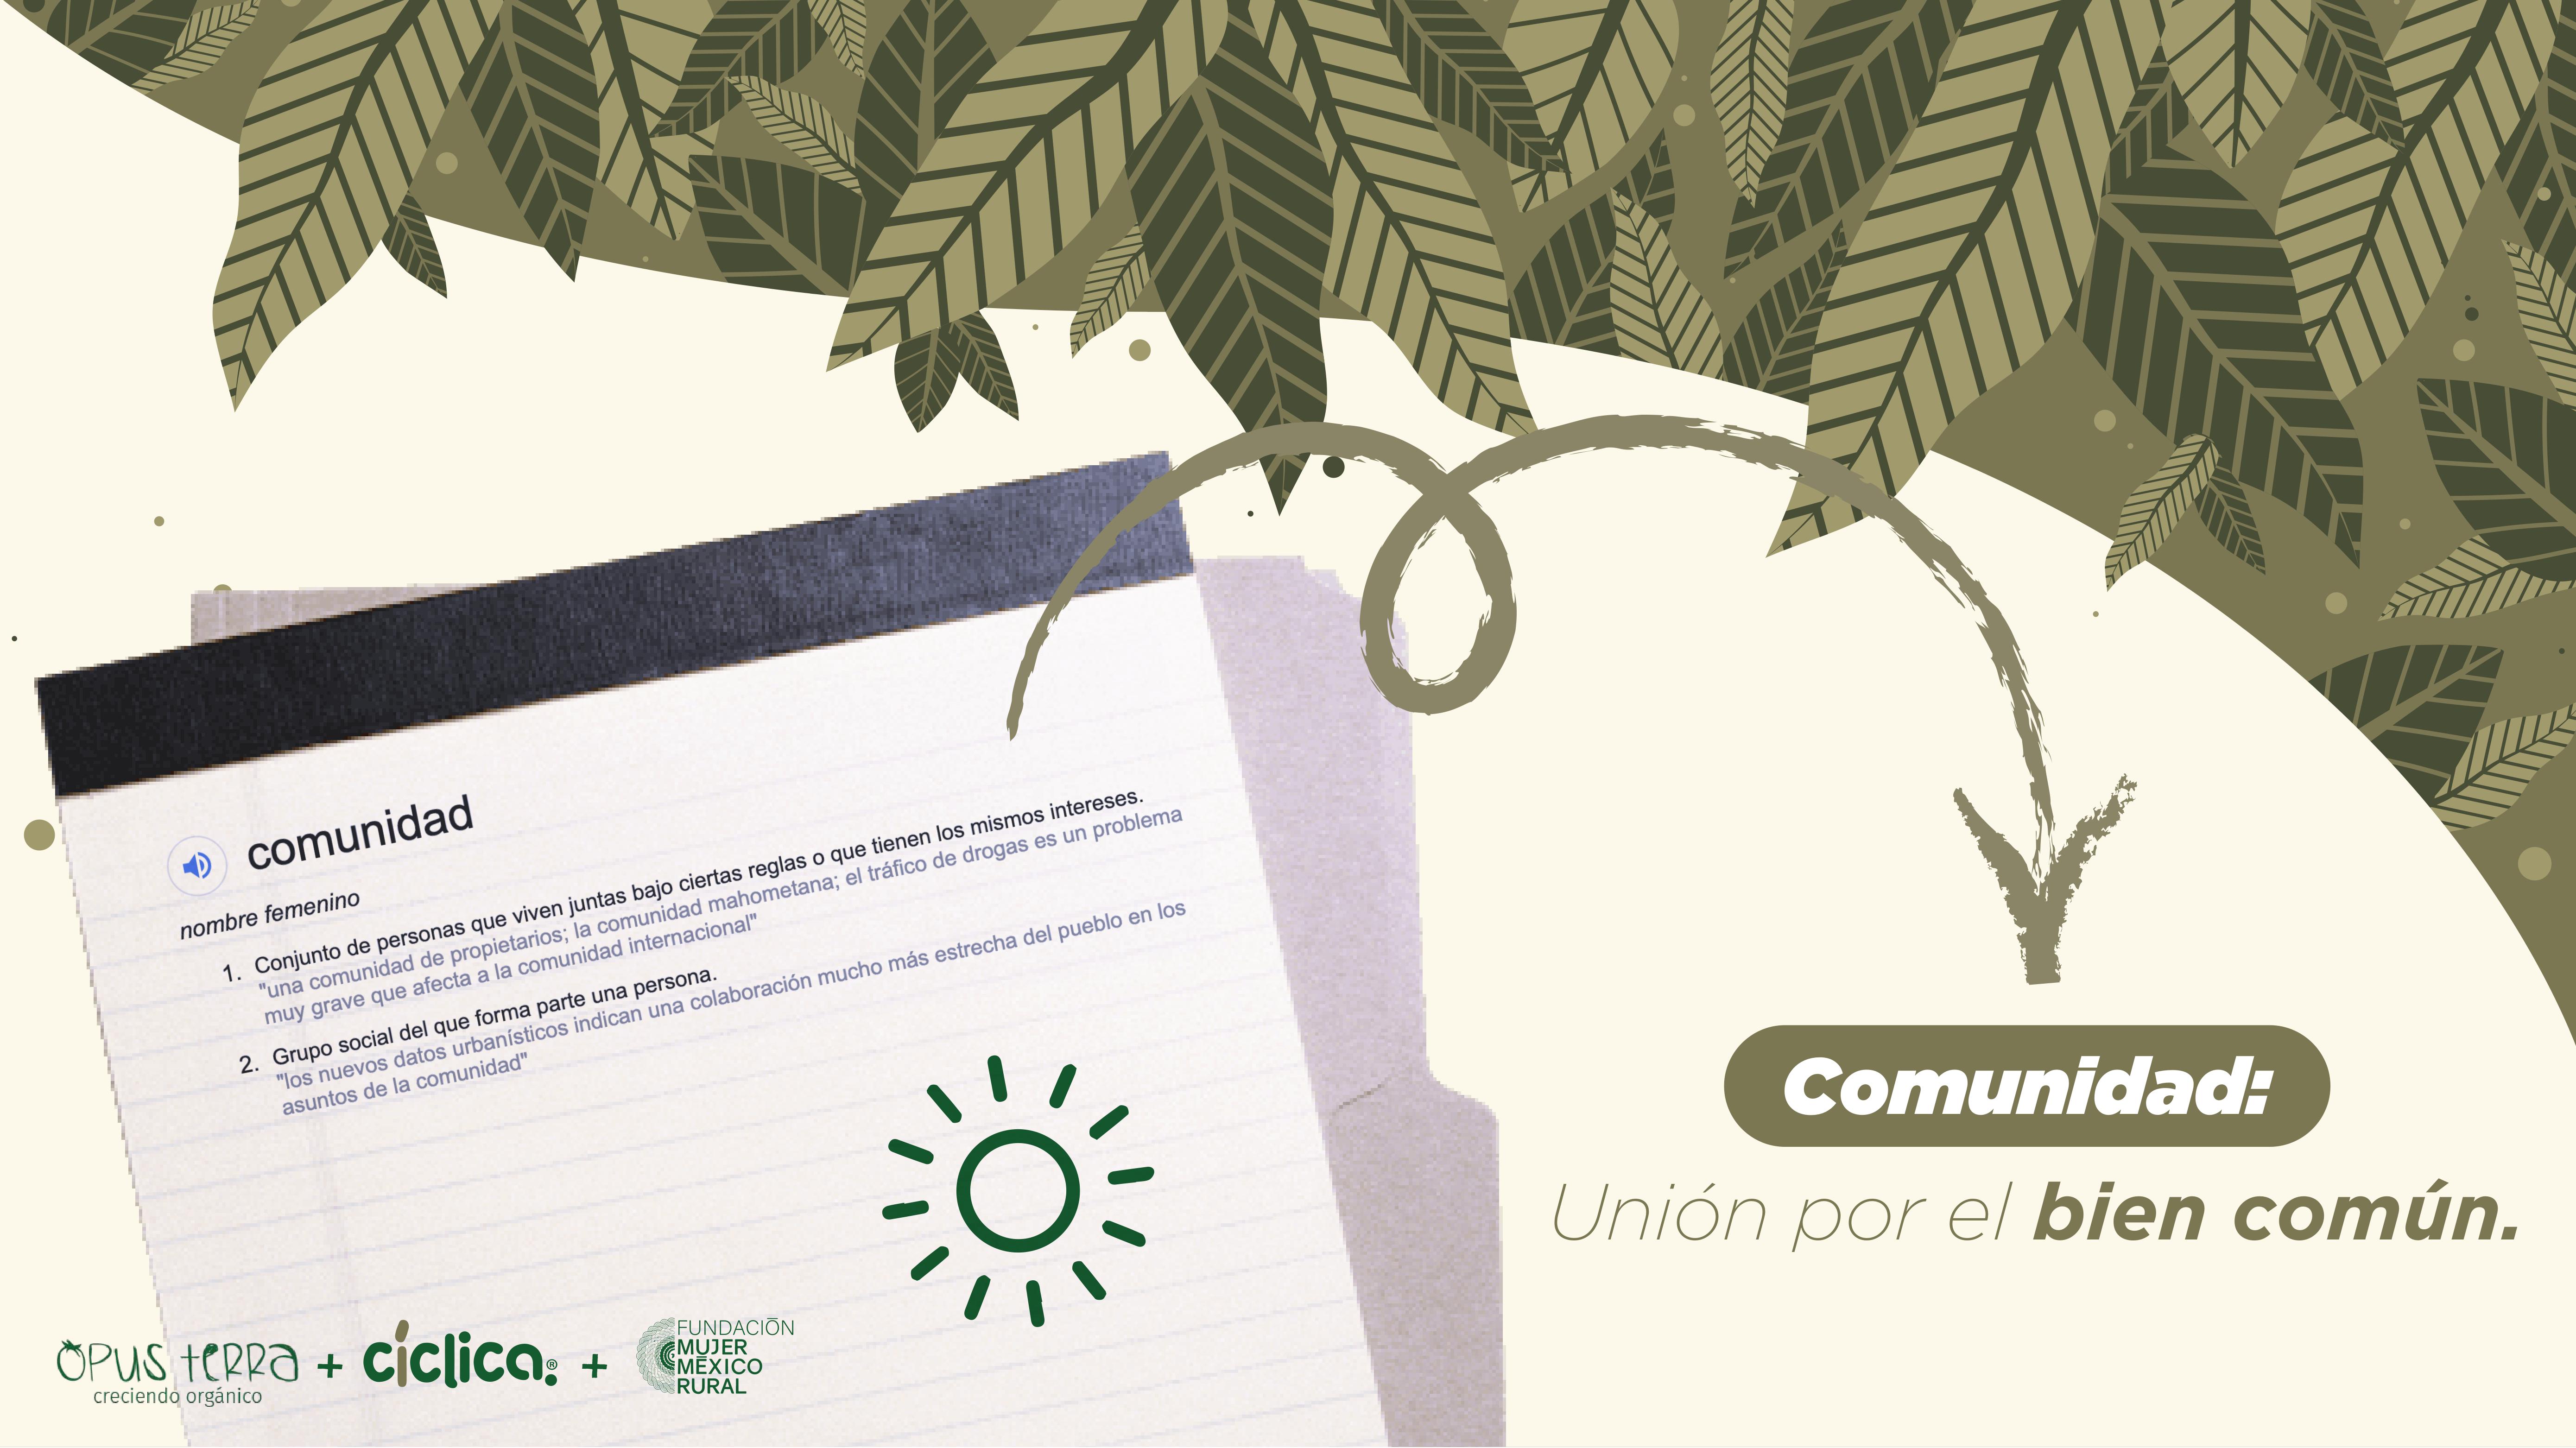 comunidad
nombre femenino
1. Conjunto de personas que viven juntas bajo ciertas reglas o que tienen los mismos intereses.
"una comunidad de propietarios; la comunidad mahometana; el tráfico de drogas es un problema
muy grave que afecta a la comunidad internacional"
2. Grupo social del que forma parte una persona.
"los nuevos datos urbanísticos indican una colaboración mucho más estrecha del pueblo en los
asuntos de la comunidad"
Comunidad:
Unión por el bien común.
OPUS TERRA
creciendo orgánico
+
cíclica.®
+
FUNDACIÓN
MUJER
MÉXICO
RURAL